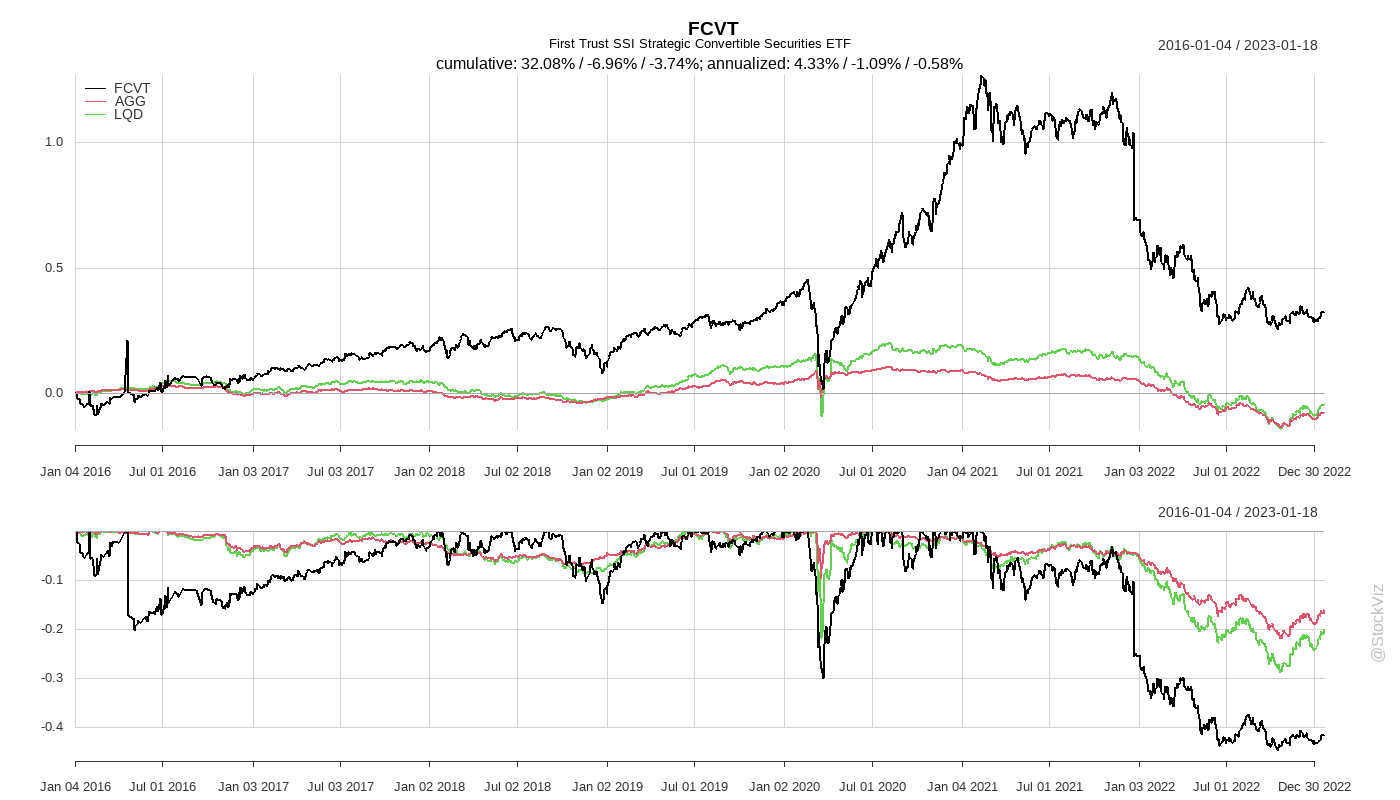 FCVT
First Trust SSI Strategic Convertible Securities ETF
2016-01-04 / 2023-01-18
cumulative: 32.08% / -6.96% / -3.74%; annualized: 4.33% / -1.09% / -0.58%
FCVT
AGG
LQD
1.0
0.5
0.0
Jan 04 2016 Jul 01 2016 Jan 03 2017 Jul 03 2017 Jan 02 2018 Jul 02 2018 Jan 02 2019 Jul 01 2019 Jan 02 2020 Jul 01 2020 Jan 04 2021 Jul 01 2021 Jan 03 2022 Jul 01 2022 Dec 30 2022
2016-01-04 / 2023-01-18
-0.1
-0.2
-0.3
-0.4
Jan 04 2016 Jul 01 2016 Jan 03 2017 Jul 03 2017 Jan 02 2018 Jul 02 2018 Jan 02 2019 Jul 01 2019 Jan 02 2020 Jul 01 2020 Jan 04 2021 Jul 01 2021 Jan 03 2022 Jul 01 2022 Dec 30 2022
@StockViz